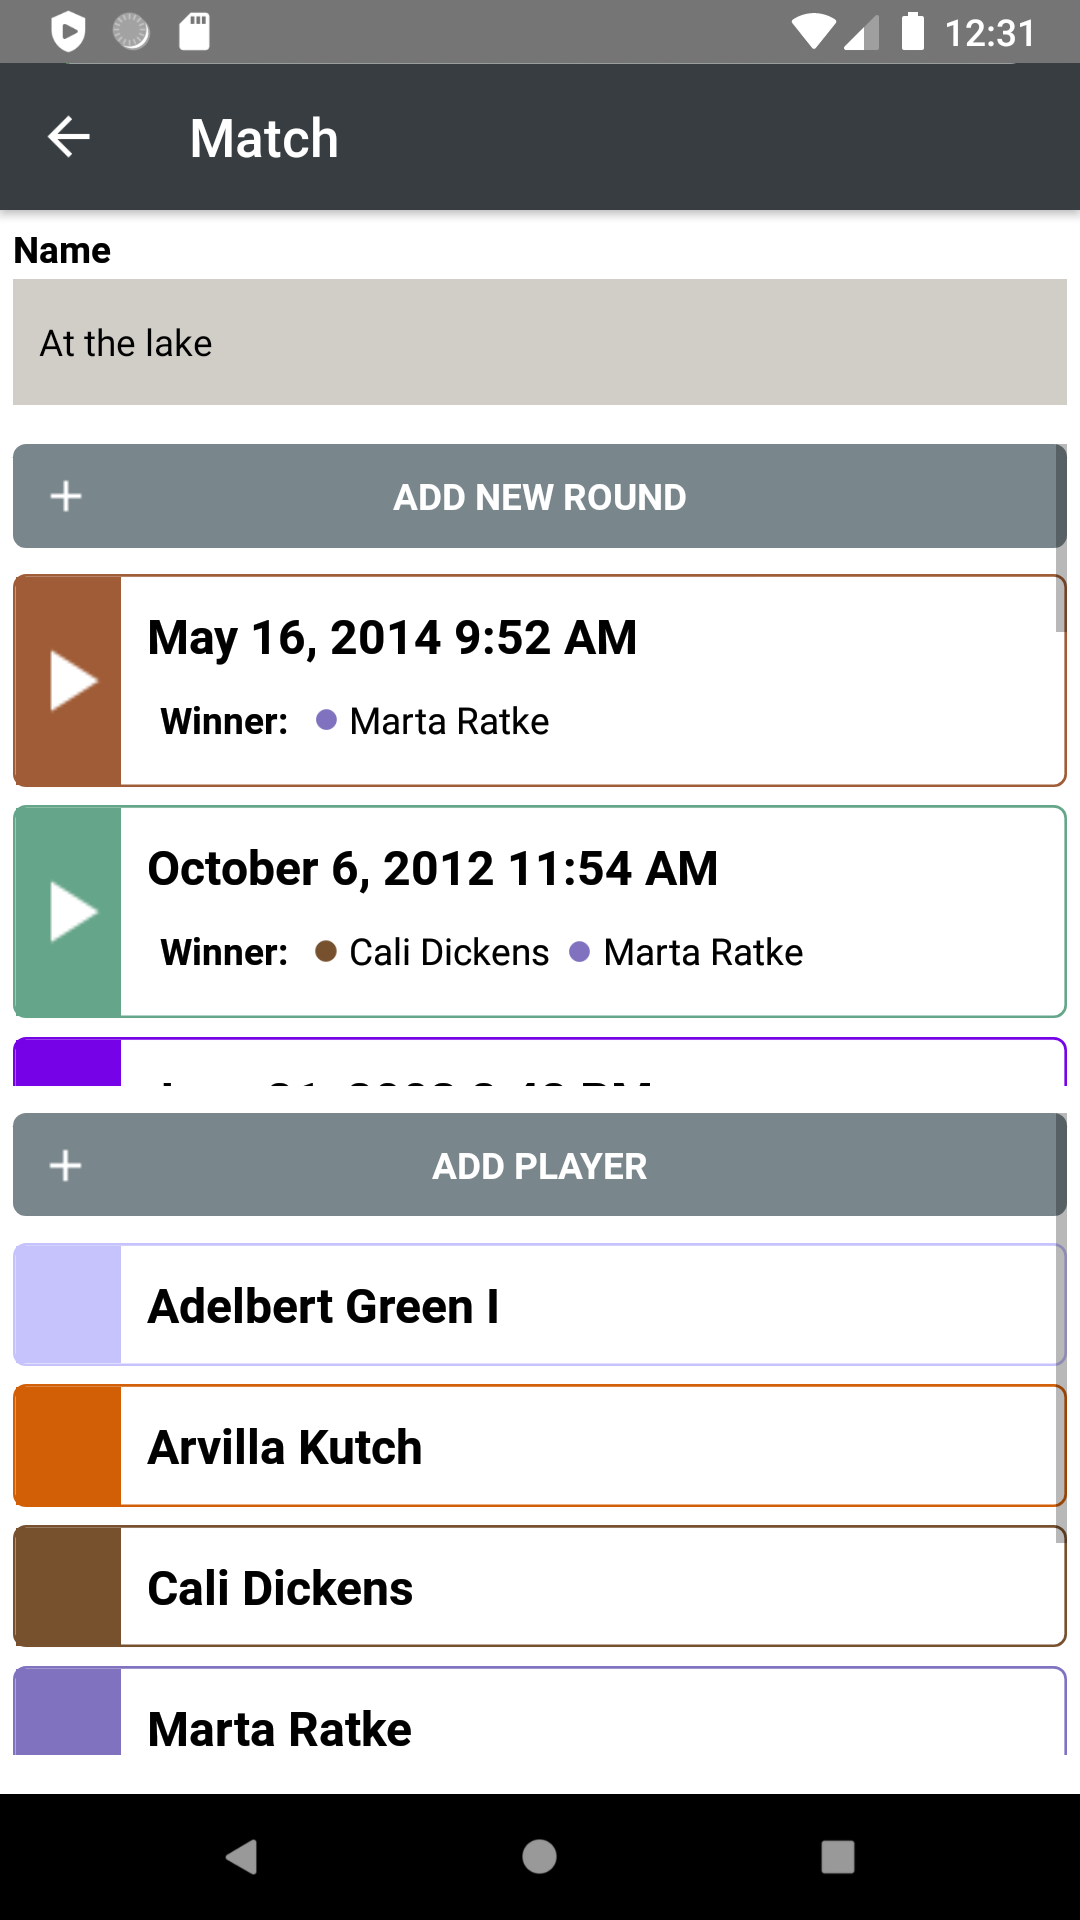 12:31
Match
Name
At the lake
ADD NEW ROUND
May 16, 2014 9:52 AM
Winner: Marta Ratke
October 6, 2012 11:54 AM
Winner: Cali Dickens Marta Ratke
ADD PLAYER
Adelbert Green I
Arvilla Kutch
Cali Dickens
Marta Ratke